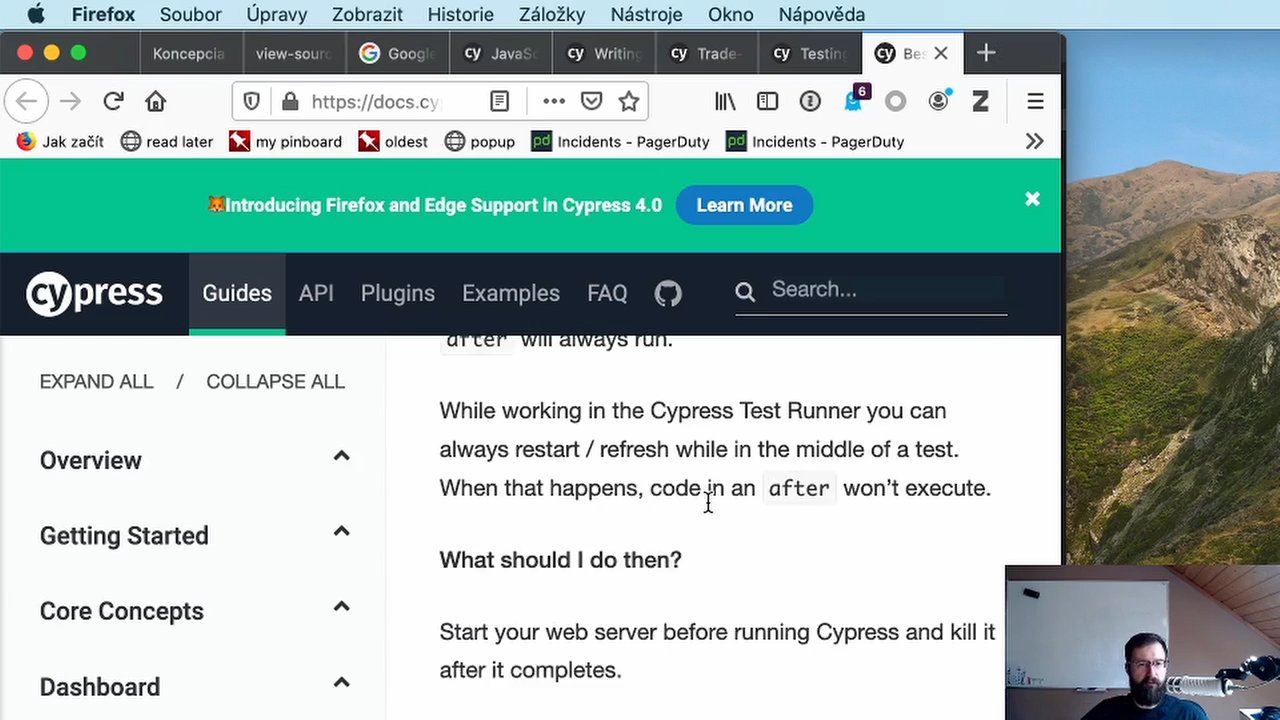 Firefox Soubor Úpravy Zobrazit Historie Záložky Nástroje Okno Nápověda
Koncepcia view-sourc Google JavaSc Writing Trade- Testing Bes
https://docs.cy 6
Jak začít read later my pinboard oldest popup Incidents - PagerDuty Incidents - PagerDuty
Introducing Firefox and Edge Support in Cypress 4.0 Learn More
cypress Guides API Plugins Examples FAQ Search...
EXPAND ALL / COLLAPSE ALL
Overview
Getting Started
Core Concepts
Dashboard
after will always run.
While working in the Cypress Test Runner you can
always restart / refresh while in the middle of a test.
When that happens, code in an after won't execute.
What should I do then?
Start your web server before running Cypress and kill it
after it completes.